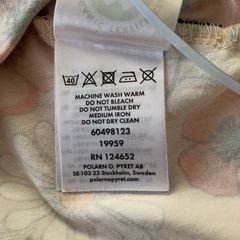 40
MACHINE WASH WARM
DO NOT BLEACH
DO NOT TUMBLE DRY
MEDIUM IRON
DO NOT DRY CLEAN
60498123
19959
RN 124652
POLARN O. PYRET AB
SE-103 23 Stockholm, Sweden
polarnopyret.com